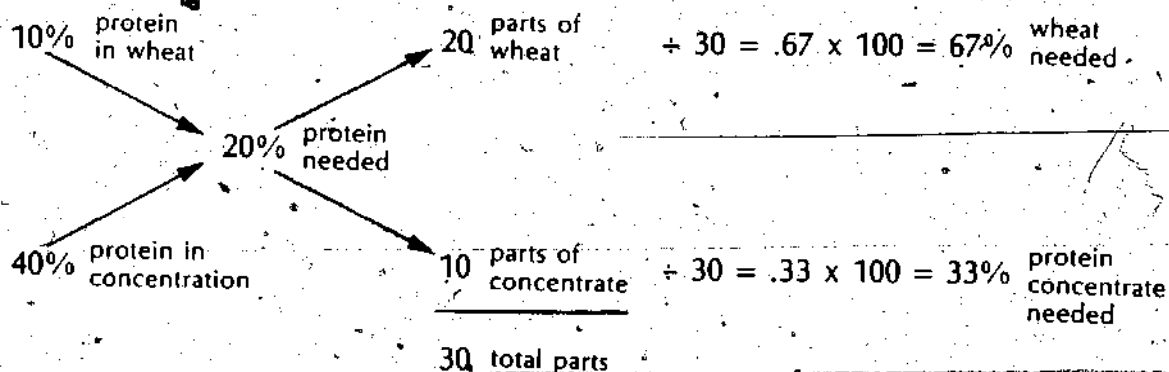 10% protein in wheat
20 parts of wheat
÷ 30 = .67 x 100 = 67% wheat needed
20% protein needed
40% protein in concentration
10 parts of concentrate
÷ 30 = .33 x 100 = 33% protein concentrate needed
30 total parts